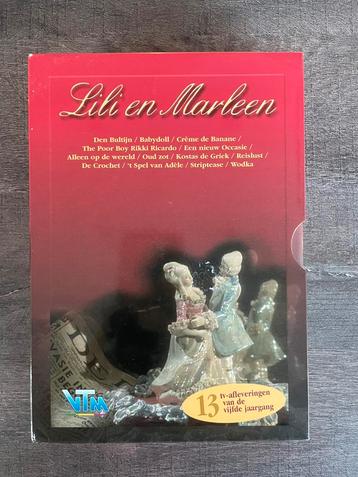 Lili en Marleen
Den Bultijn / Babydoll / Crême de Banane /
The Poor Boy Rikki Ricardo / Een nieuw Occasie /
Alleen op de wereld / Oud zot / Kostas de Griek / Reislust /
De Crochet / 't Spel van Adèle / Striptease / Wodka
VTM
13 tv-afleveringen
van de
vijfde jaargang